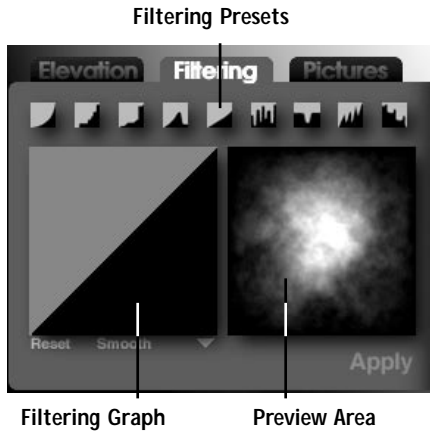 Filtering Presets
Elevation Filtering Pictures
Reset Smooth
Apply
Filtering Graph Preview Area